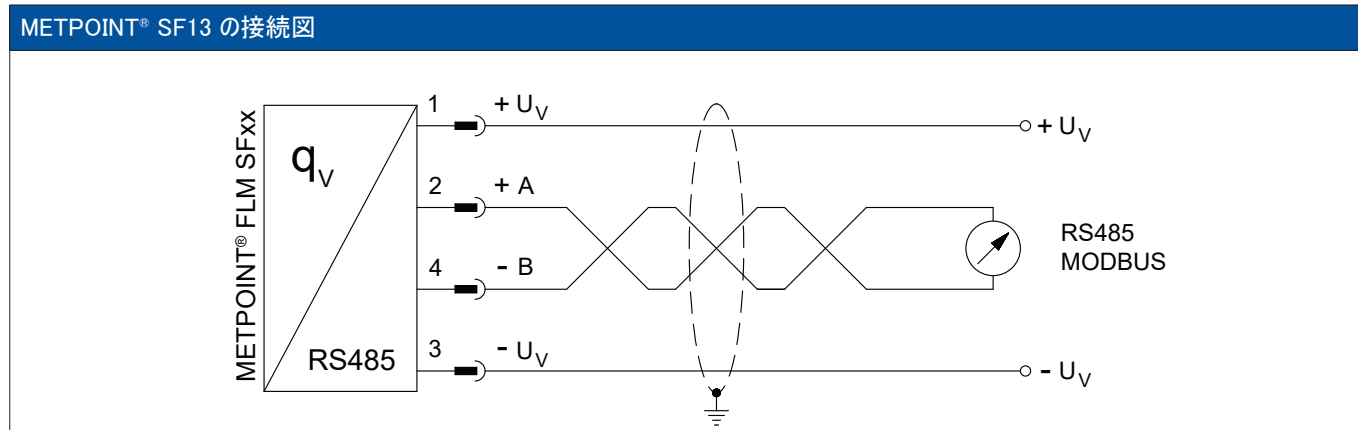 METPOINT® SF13 の接続図
METPOINT® FLM SFxx
qV
RS485
1 + UV
+ UV
2 + A
4 - B
RS485
MODBUS
3 - UV
- UV